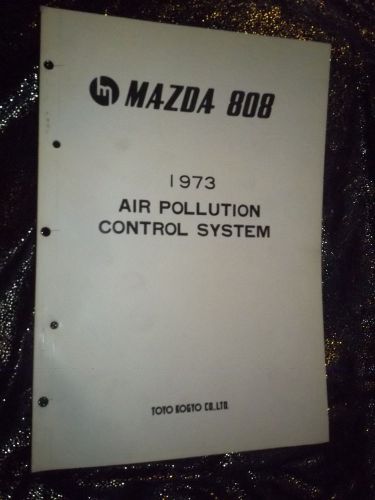 m MAZDA 808
1973
AIR POLLUTION
CONTROL SYSTEM
TOYO KOGYO CO., LTD.